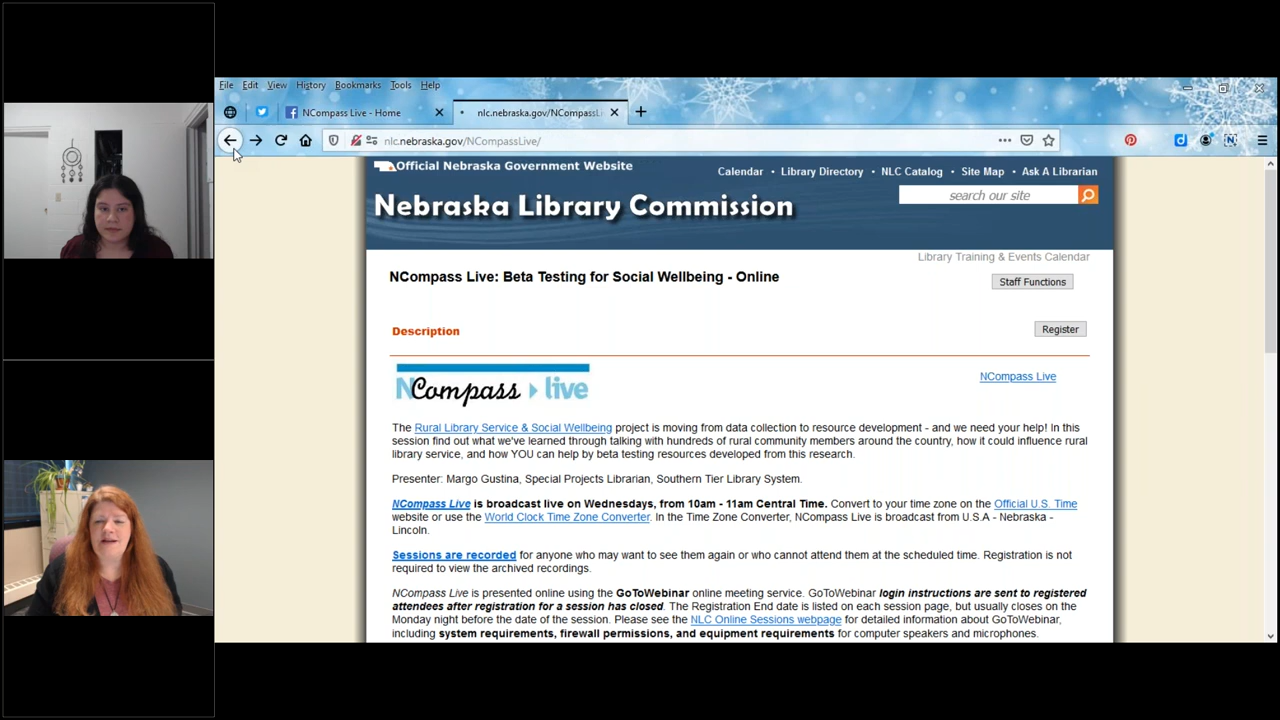 File Edit View History Bookmarks Tools Help
NCompass Live - Home
nlc.nebraska.gov/NCompassLi
nlc.nebraska.gov/NCompassLive/
Official Nebraska Government Website
Calendar • Library Directory • NLC Catalog • Site Map • Ask A Librarian
Nebraska Library Commission
search our site
Library Training & Events Calendar
NCompass Live: Beta Testing for Social Wellbeing - Online
Staff Functions
Description
Register
NCompass live
NCompass Live
The Rural Library Service & Social Wellbeing project is moving from data collection to resource development - and we need your help! In this
session find out what we've learned through talking with hundreds of rural community members around the country, how it could influence rural
library service, and how YOU can help by beta testing resources developed from this research.
Presenter: Margo Gustina, Special Projects Librarian, Southern Tier Library System.
NCompass Live is broadcast live on Wednesdays, from 10am - 11am Central Time. Convert to your time zone on the Official U.S. Time
website or use the World Clock Time Zone Converter. In the Time Zone Converter, NCompass Live is broadcast from U.S.A - Nebraska -
Lincoln.
Sessions are recorded for anyone who may want to see them again or who cannot attend them at the scheduled time. Registration is not
required to view the archived recordings.
NCompass Live is presented online using the GoToWebinar online meeting service. GoToWebinar login instructions are sent to registered
attendees after registration for a session has closed. The Registration End date is listed on each session page, but usually closes on the
Monday night before the date of the session. Please see the NLC Online Sessions webpage for detailed information about GoToWebinar,
including system requirements, firewall permissions, and equipment requirements for computer speakers and microphones.